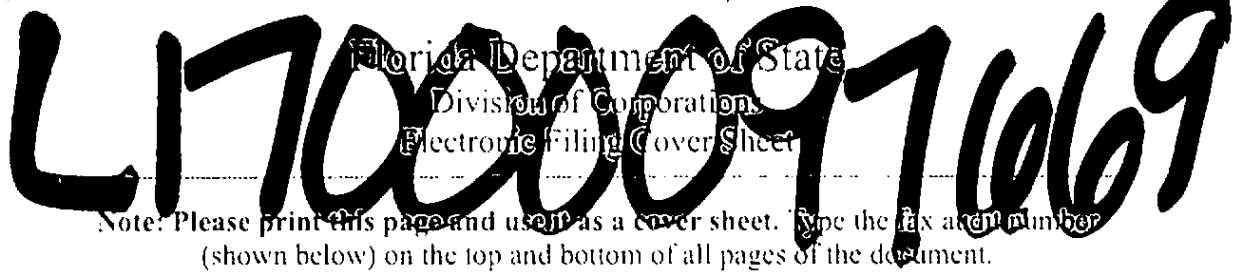 L17000097669
Florida Department of State
Division of Corporations
Electronic Filing Cover Sheet
Note: Please print this page and use it as a cover sheet. Type the fax audit number
(shown below) on the top and bottom of all pages of the document.